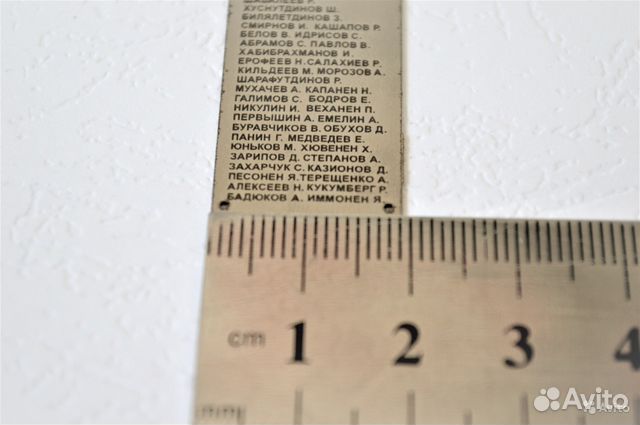 ШАВАЛЕЕВ Р.
ХУСНУТДИНОВ Ш.
БИЛЯЛЕТДИНОВ З.
СМИРНОВ И. КАШАПОВ Р.
БЕЛОВ В. ИДРИСОВ С.
АБРАМОВ С. ПАВЛОВ В.
ХАБИБРАХМАНОВ И.
ЕРОФЕЕВ Н.САЛАХИЕВ Р.
КИЛЬДЕЕВ М. МОРОЗОВ А.
ШАРАФУТДИНОВ Р.
МУХАЧЕВ А. КАПАНЕН Н.
ГАЛИМОВ С. БОДРОВ Е.
НИКУЛИН И. ВЕХАНЕН П.
ПЕРВЫШИН А. ЕМЕЛИН А.
БУРАВЧИКОВ В. ОБУХОВ Д.
ПАНИН Г. МЕДВЕДЕВ Е.
ЮНЬКОВ М. ХЮВЕНЕН Х.
ЗАРИПОВ Д. СТЕПАНОВ А.
ЗАХАРЧУК С. КАЗИОНОВ Д.
ПЕСОНЕН Я.ТЕРЕЩЕНКО А.
АЛЕКСЕЕВ Н. КУКУМБЕРГ Р.
БАДЮКОВ А. ИММОНЕН Я.
cm 1 2 3 4
mm
Avito
Авито